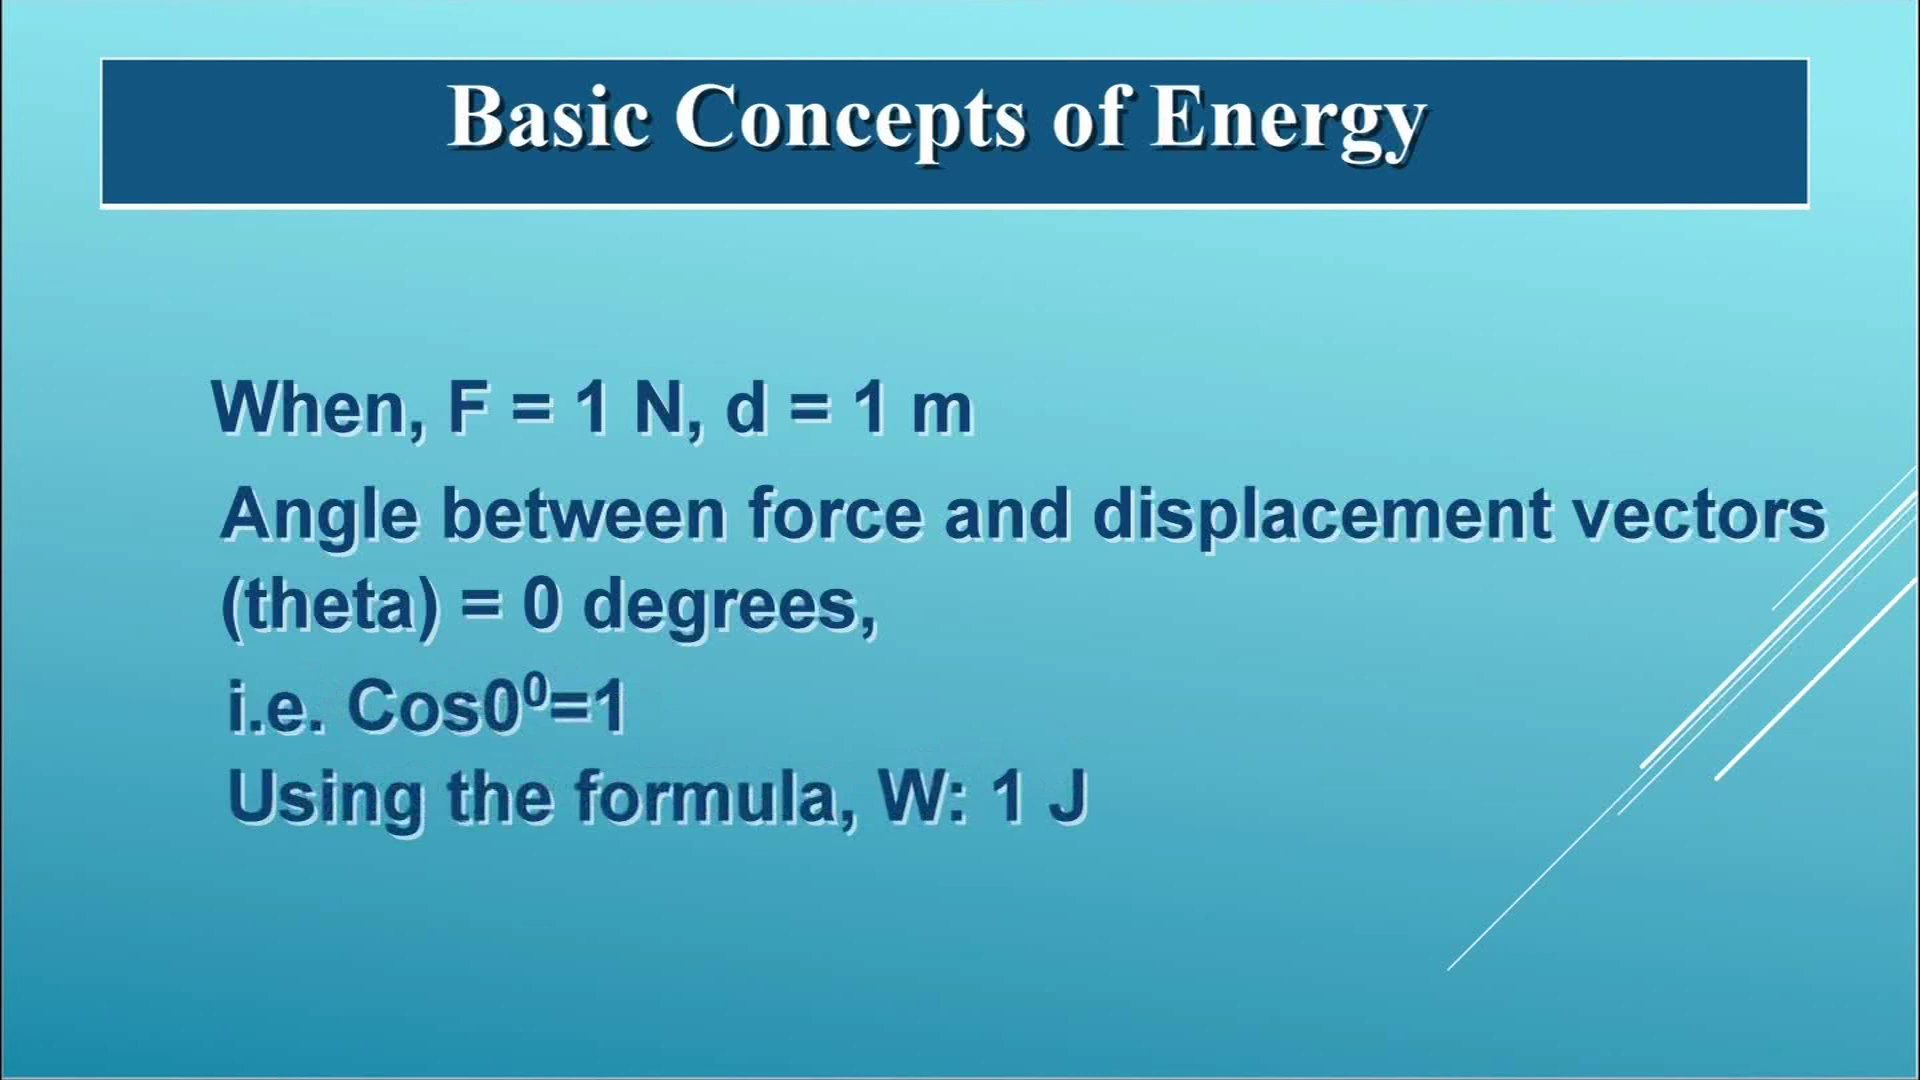 Basic Concepts of Energy
When, F = 1 N, d = 1 m
Angle between force and displacement vectors
(theta) = 0 degrees,
i.e. Cos0⁰=1
Using the formula, W: 1 J